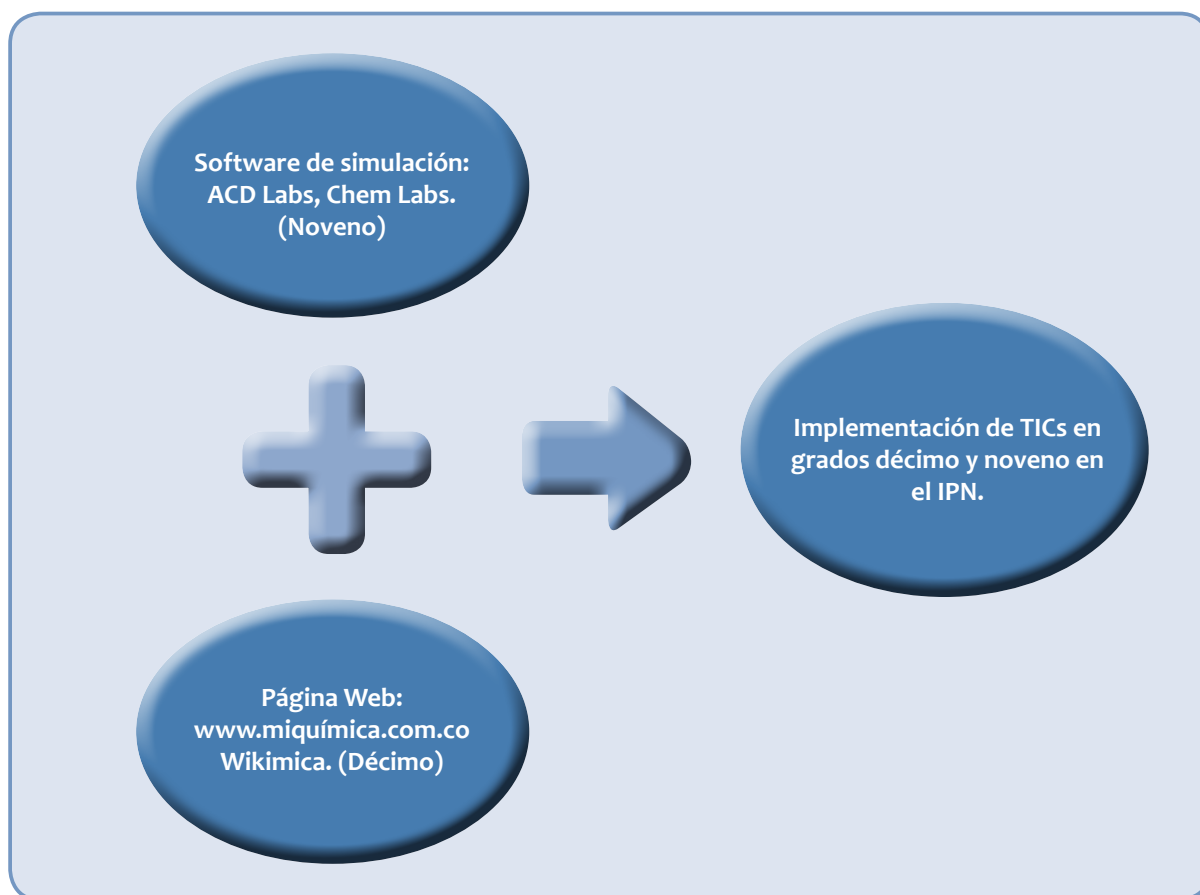 Software de simulación:
ACD Labs, Chem Labs.
(Noveno)
Implementación de TICs en
grados décimo y noveno en
el IPN.
Página Web:
www.miquímica.com.co
Wikimica. (Décimo)